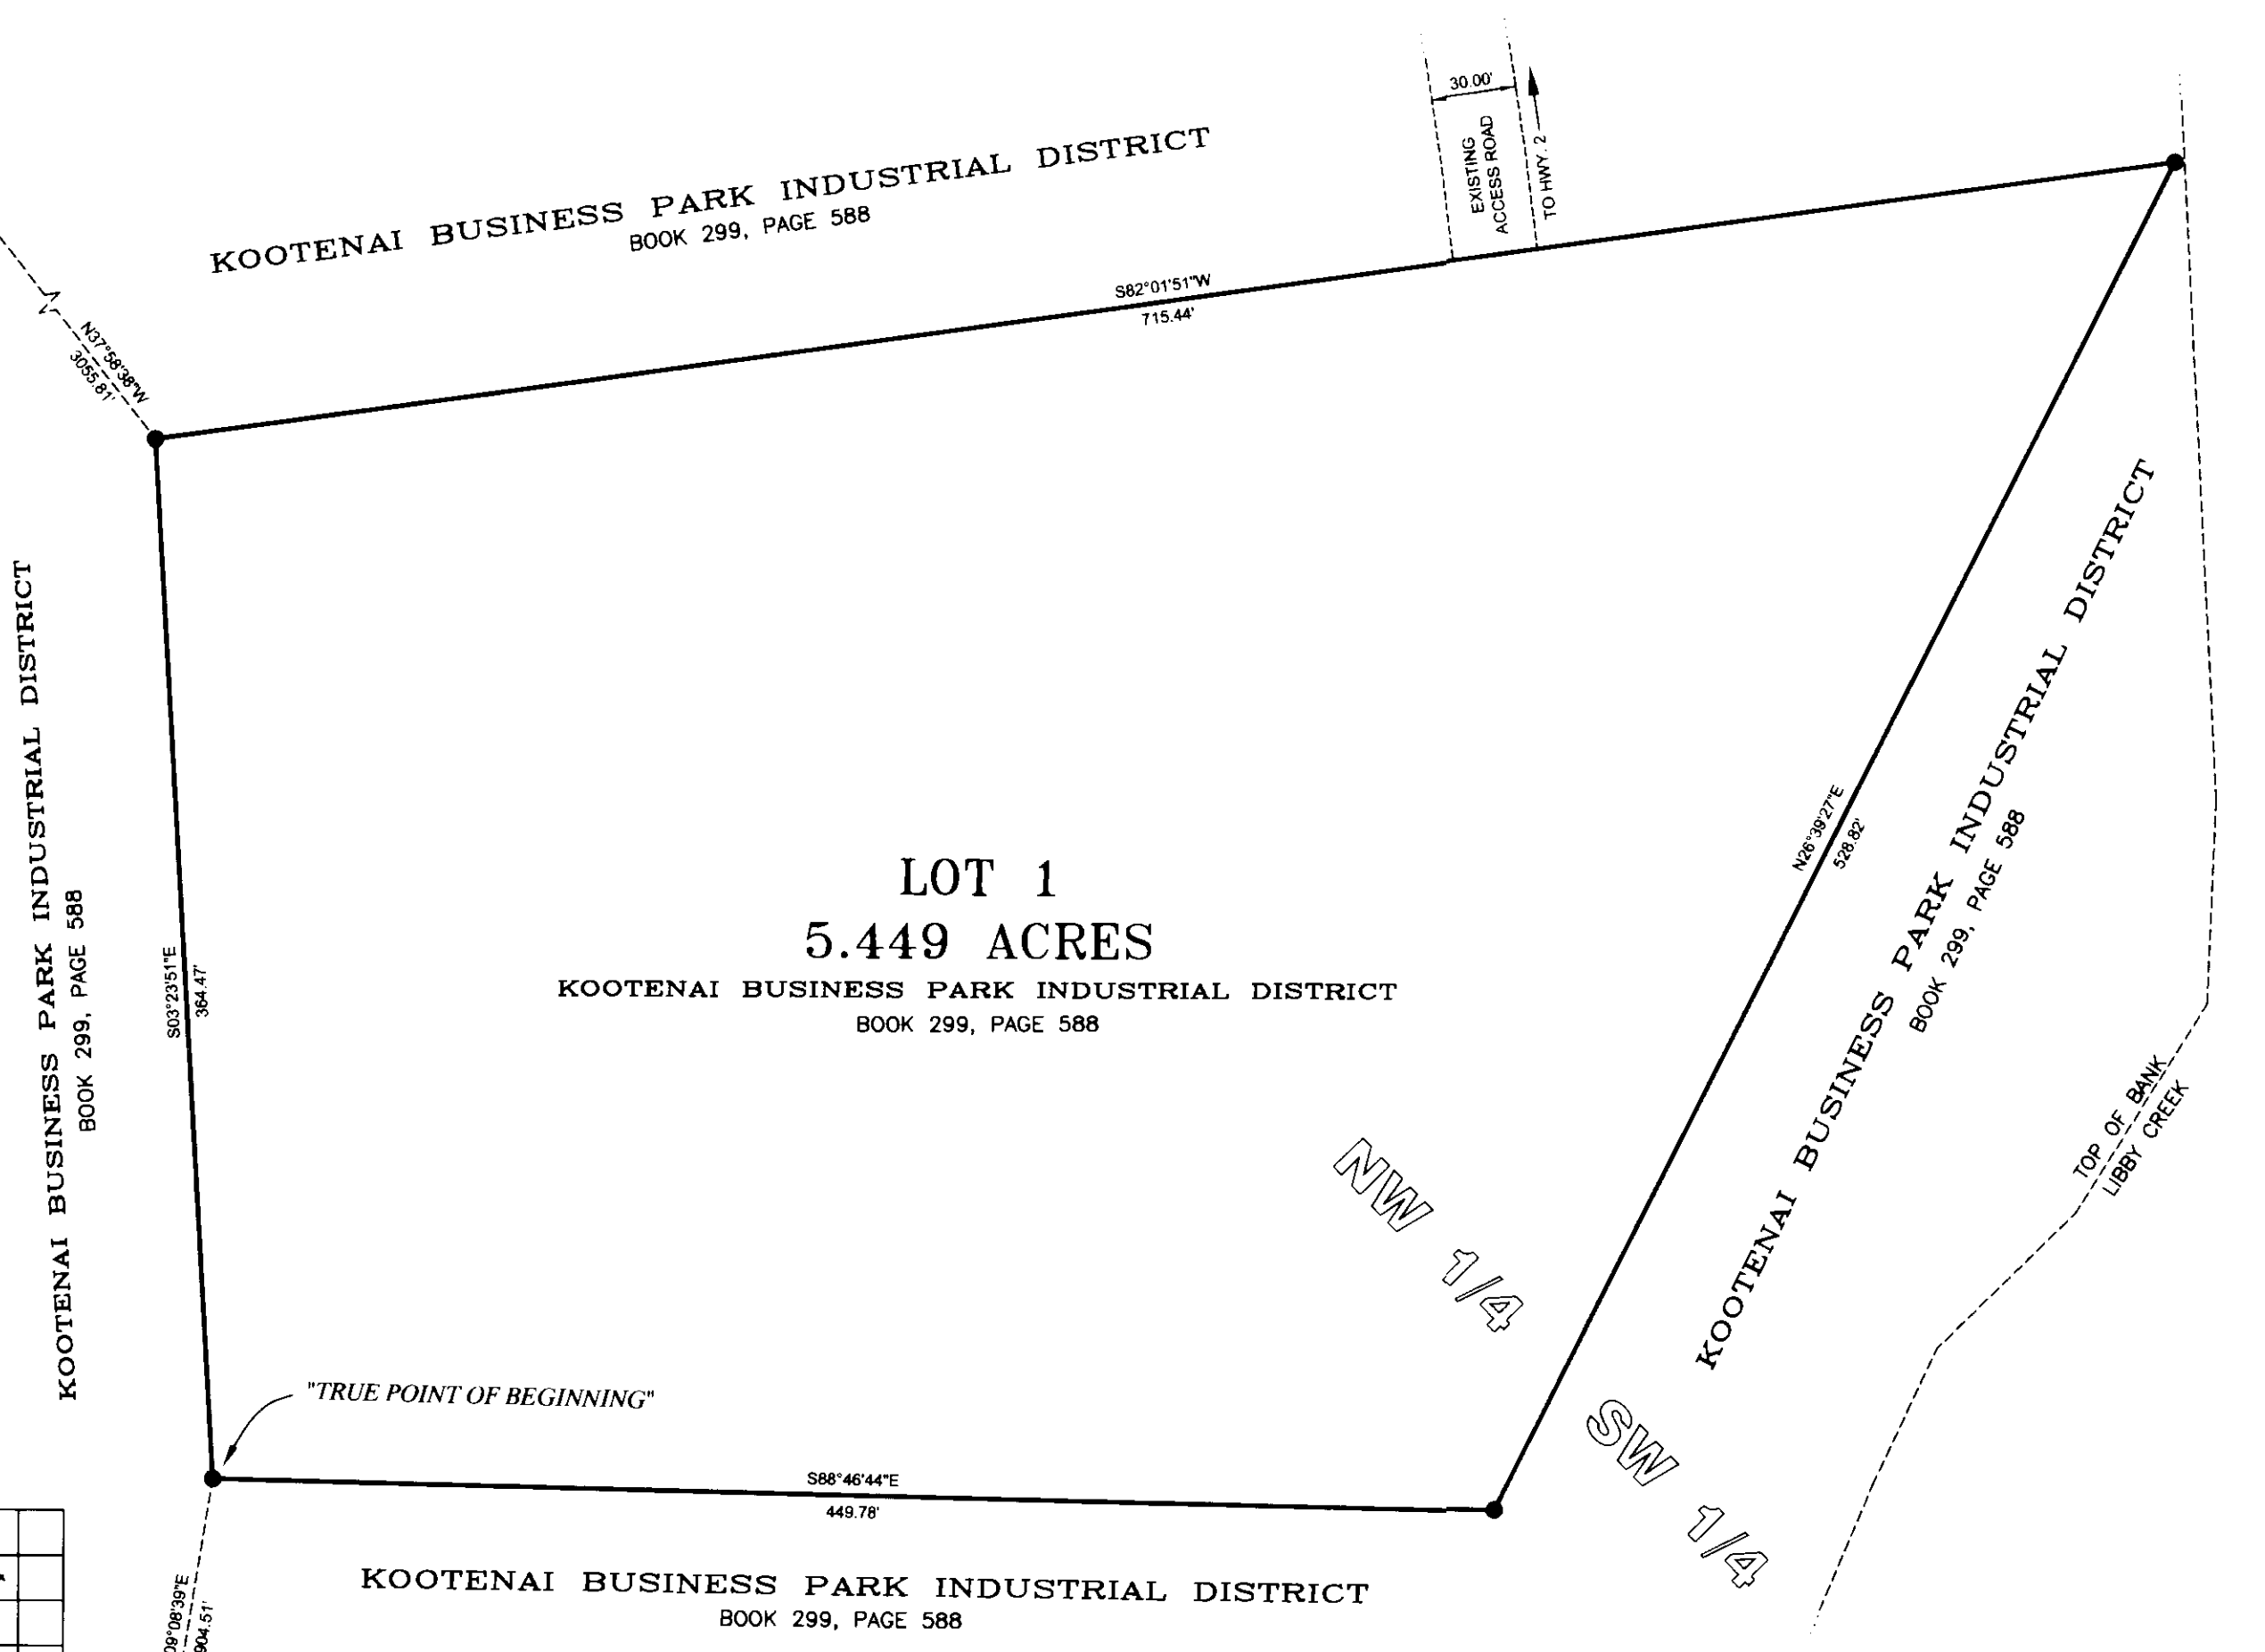 30.00'
EXISTING
ACCESS ROAD
TO HWY. 2
KOOTENAI BUSINESS PARK INDUSTRIAL DISTRICT
BOOK 299, PAGE 588
S82°01'51"W
715.44'
N37°58'38"W
3055.81'
KOOTENAI BUSINESS PARK INDUSTRIAL DISTRICT
BOOK 299, PAGE 588
S03°23'51"E
364.47'
LOT 1
5.449 ACRES
KOOTENAI BUSINESS PARK INDUSTRIAL DISTRICT
BOOK 299, PAGE 588
N26°39'27"E
528.82'
KOOTENAI BUSINESS PARK INDUSTRIAL DISTRICT
BOOK 299, PAGE 588
TOP OF BANK
LIBBY CREEK
NW 1/4
SW 1/4
"TRUE POINT OF BEGINNING"
S88°46'44"E
449.78'
KOOTENAI BUSINESS PARK INDUSTRIAL DISTRICT
BOOK 299, PAGE 588
09°08'39"E
904.51'